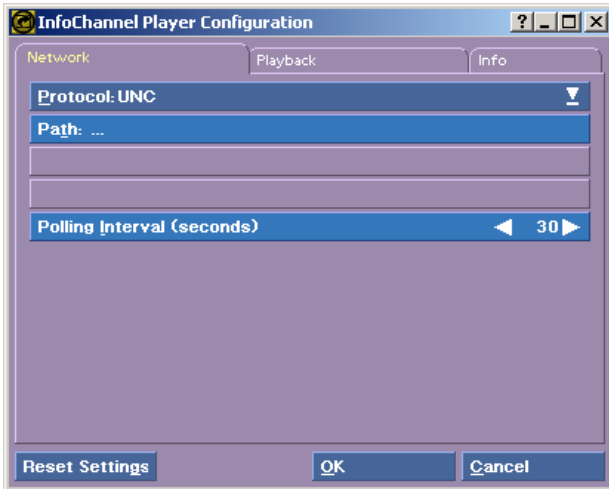 InfoChannel Player Configuration
Network Playback Info
Protocol: UNC
Path: ...
Polling Interval (seconds) 30
Reset Settings OK Cancel